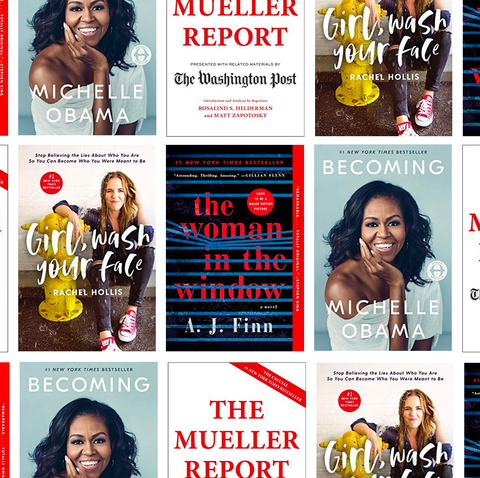 MICHELLE
OBAMA
MUELLER
REPORT
PRESENTED WITH RELATED MATERIALS BY
The Washington Post
Introduction and Analysis by Reporters
ROSALIND S. HELDERMAN
and MATT ZAPOTOSKY
Girl, wash
your face
RACHEL HOLLIS
Stop Believing the Lies About Who You Are
So You Can Become Who You Were Meant to Be
#1
NEW YORK TIMES
BESTSELLER
Girl, wash
your face
RACHEL HOLLIS
#1 NEW YORK TIMES BESTSELLER
"Astounding. Thrilling. Amazing." —GILLIAN FLYNN
SOON
TO BE A
MAJOR MOTION
PICTURE
the
woman
in the
window
a novel
A. J. Finn
#1 NEW YORK TIMES BESTSELLER
BECOMING
MICHELLE
OBAMA
#1 NEW YORK TIMES BESTSELLER
BECOMING
THE
MUELLER
REPORT
Stop Believing the Lies About Who You Are
So You Can Become Who You Were Meant to Be
#1
NEW YORK TIMES
BESTSELLER
Girl, wash